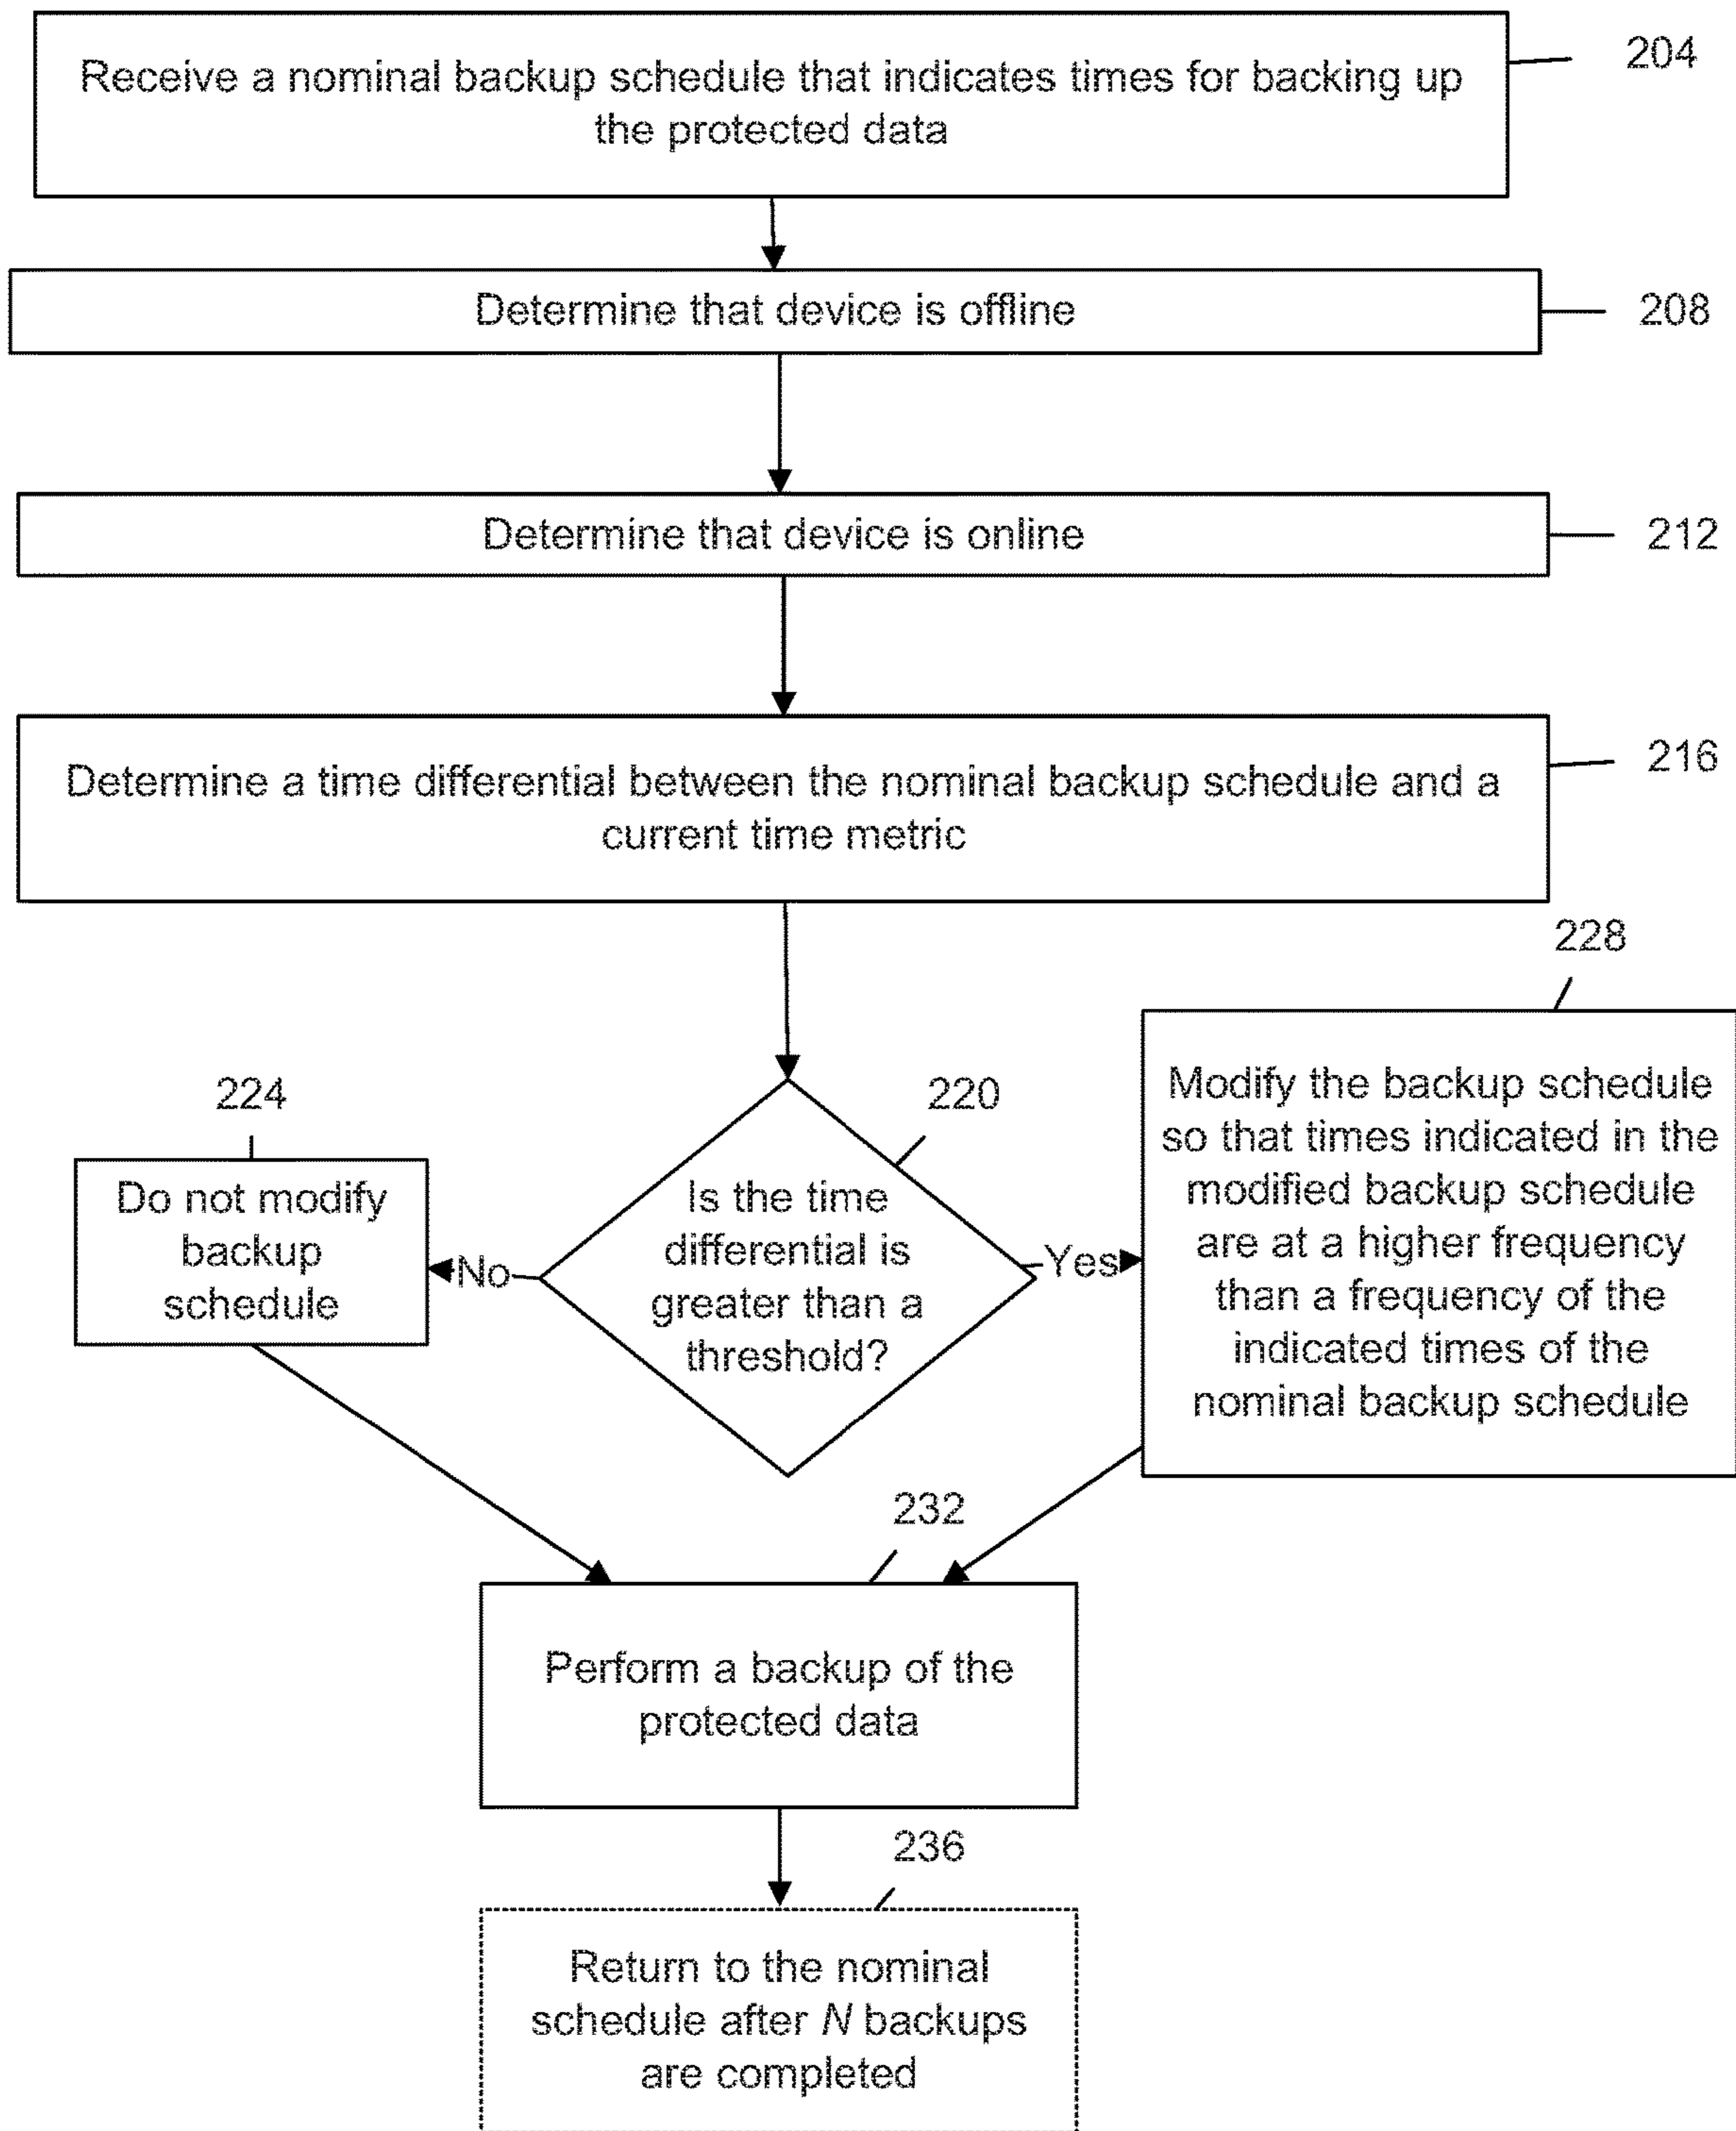 Receive a nominal backup schedule that indicates times for backing up
the protected data
204
Determine that device is offline
208
Determine that device is online
212
Determine a time differential between the nominal backup schedule and a
current time metric
216
220
Is the time
differential is
greater than a
threshold?
No
224
Do not modify
backup
schedule
Yes
228
Modify the backup schedule
so that times indicated in the
modified backup schedule
are at a higher frequency
than a frequency of the
indicated times of the
nominal backup schedule
232
Perform a backup of the
protected data
236
Return to the nominal
schedule after N backups
are completed